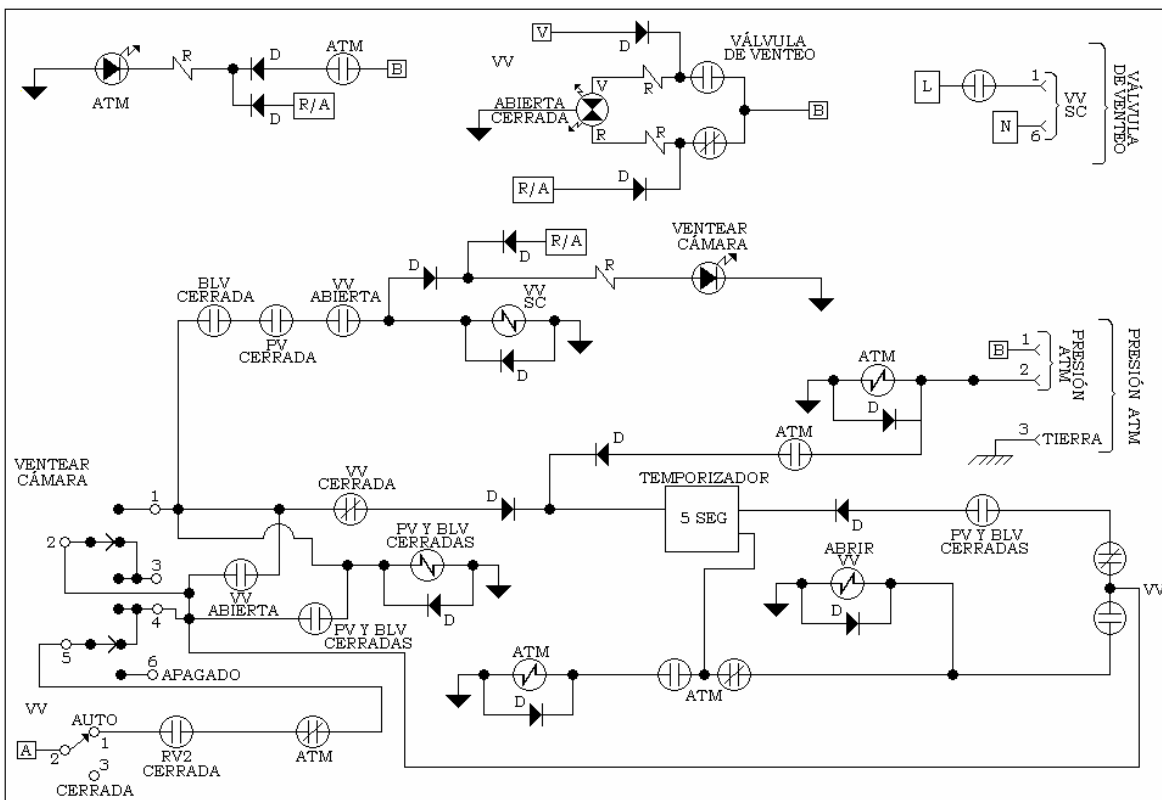 V
VÁLVULA
DE VENTEO
ATM
D
VV
R
D
B
ATM
R/A
D
V
R
ABIERTA
CERRADA
R
R
B
D
R/A
L
1
N
6
VV
SC
VÁLVULA
DE VENTEO
VENTEAR
CÁMARA
R/A
D
D
R
BLV
CERRADA
VV
ABIERTA
PV
CERRADA
VV
SC
D
B
1
2
PRESIÓN
ATM
3
TIERRA
PRESIÓN ATM
ATM
D
ATM
D
VENTEAR
CÁMARA
1
2
3
4
5
6
APAGADO
VV
CERRADA
D
TEMPORIZADOR
5 SEG
D
PV Y BLV
CERRADAS
VV
PV Y BLV
CERRADAS
D
VV
ABIERTA
PV Y BLV
CERRADAS
ABRIR
VV
D
ATM
D
ATM
VV
AUTO
A
2
1
3
CERRADA
RV2
CERRADA
ATM